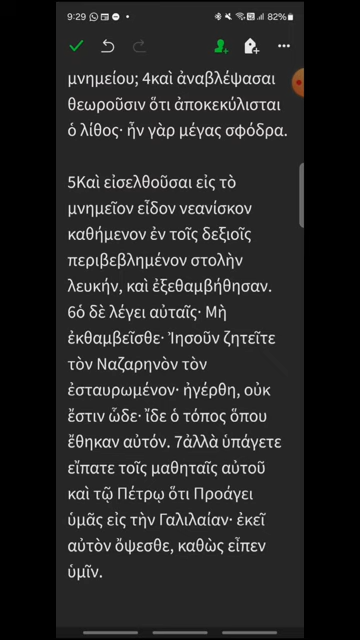 9:29
82%
μνημείου; 4καὶ ἀναβλέψασαι
θεωροῦσιν ὅτι ἀποκεκύλισται
ὁ λίθος· ἦν γὰρ μέγας σφόδρα.
5Καὶ εἰσελθοῦσαι εἰς τὸ
μνημεῖον εἶδον νεανίσκον
καθήμενον ἐν τοῖς δεξιοῖς
περιβεβλημένον στολὴν
λευκήν, καὶ ἐξεθαμβήθησαν.
6ὁ δὲ λέγει αὐταῖς· Μὴ
ἐκθαμβεῖσθε· Ἰησοῦν ζητεῖτε
τὸν Ναζαρηνὸν τὸν
ἐσταυρωμένον· ἠγέρθη, οὐκ
ἔστιν ὧδε· ἴδε ὁ τόπος ὅπου
ἔθηκαν αὐτόν. 7ἀλλὰ ὑπάγετε
εἴπατε τοῖς μαθηταῖς αὐτοῦ
καὶ τῷ Πέτρῳ ὅτι Προάγει
ὑμᾶς εἰς τὴν Γαλιλαίαν· ἐκεῖ
αὐτὸν ὄψεσθε, καθὼς εἶπεν
ὑμῖν.